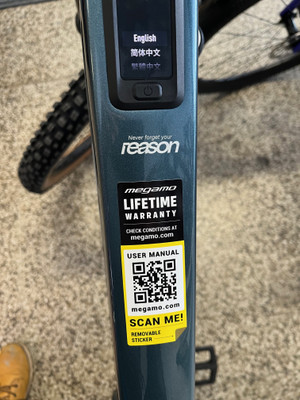 English
简体中文
繁體中文
Never forget your
reason
megamo
LIFETIME
WARRANTY
CHECK CONDITIONS AT
megamo.com
USER MANUAL
megamo.com
SCAN ME!
REMOVABLE
STICKER